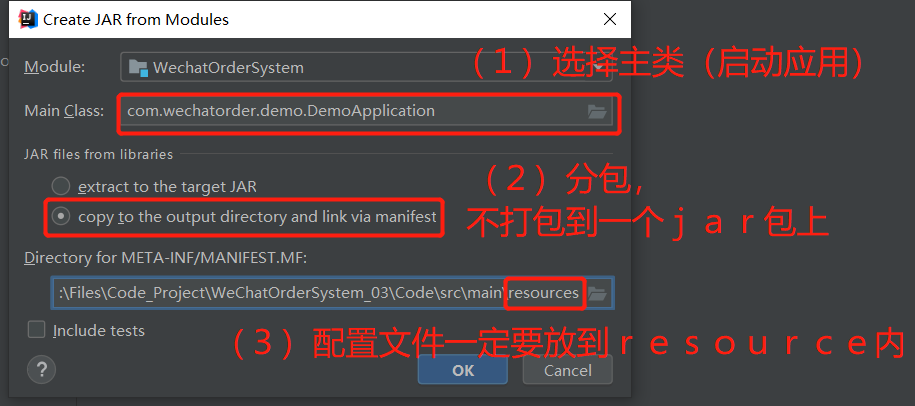 Create JAR from Modules
Module: WechatOrderSystem
（１）选择主类（启动应用）
Main Class: com.wechatorder.demo.DemoApplication
JAR files from libraries
extract to the target JAR
（２）分包，
copy to the output directory and link via manifest
不打包到一个ｊａｒ包上
Directory for META-INF/MANIFEST.MF:
:\Files\Code_Project\WeChatOrderSystem_03\Code\src\main\resources
Include tests
（３）配置文件一定要放到ｒｅｓｏｕｒｃｅ内
?
OK
Cancel